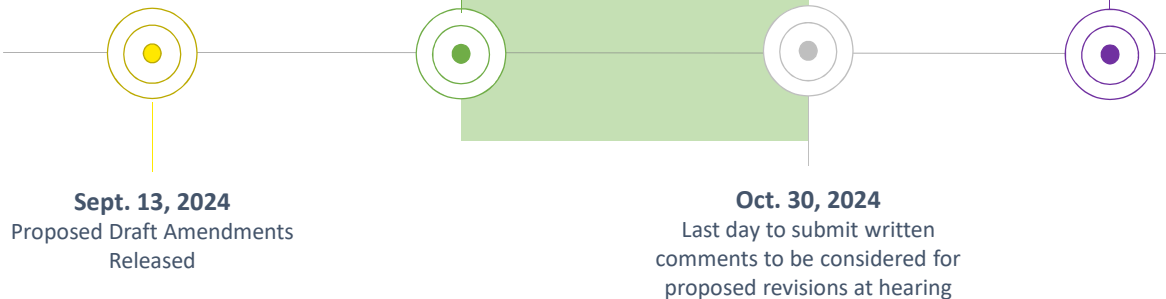 Sept. 13, 2024
Proposed Draft Amendments
Released
Oct. 30, 2024
Last day to submit written
comments to be considered for
proposed revisions at hearing